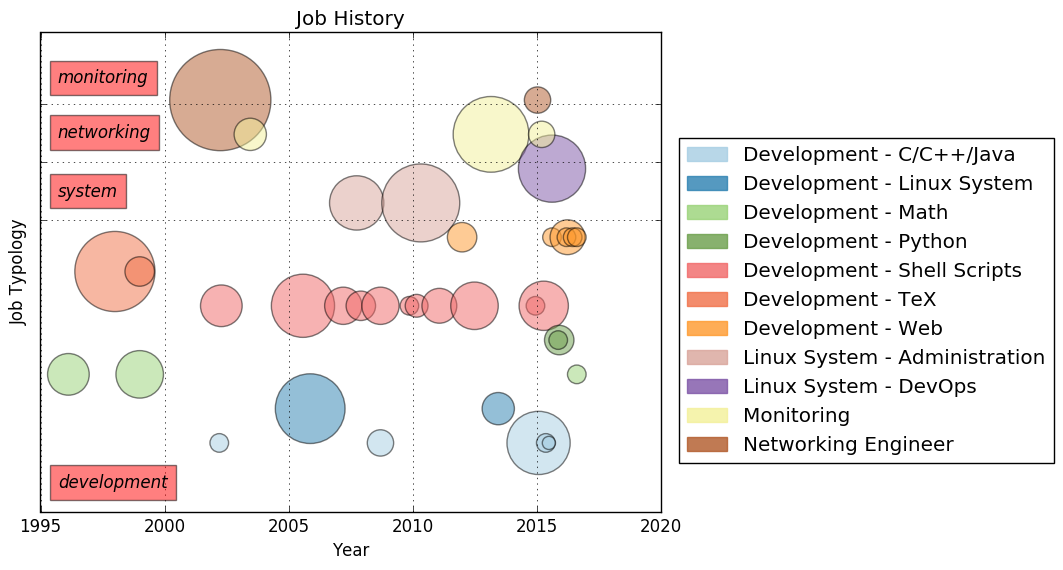 Job History
monitoring
networking
system
development
Job Typology
1995 2000 2005 2010 2015 2020
Year
Development - C/C++/Java
Development - Linux System
Development - Math
Development - Python
Development - Shell Scripts
Development - TeX
Development - Web
Linux System - Administration
Linux System - DevOps
Monitoring
Networking Engineer